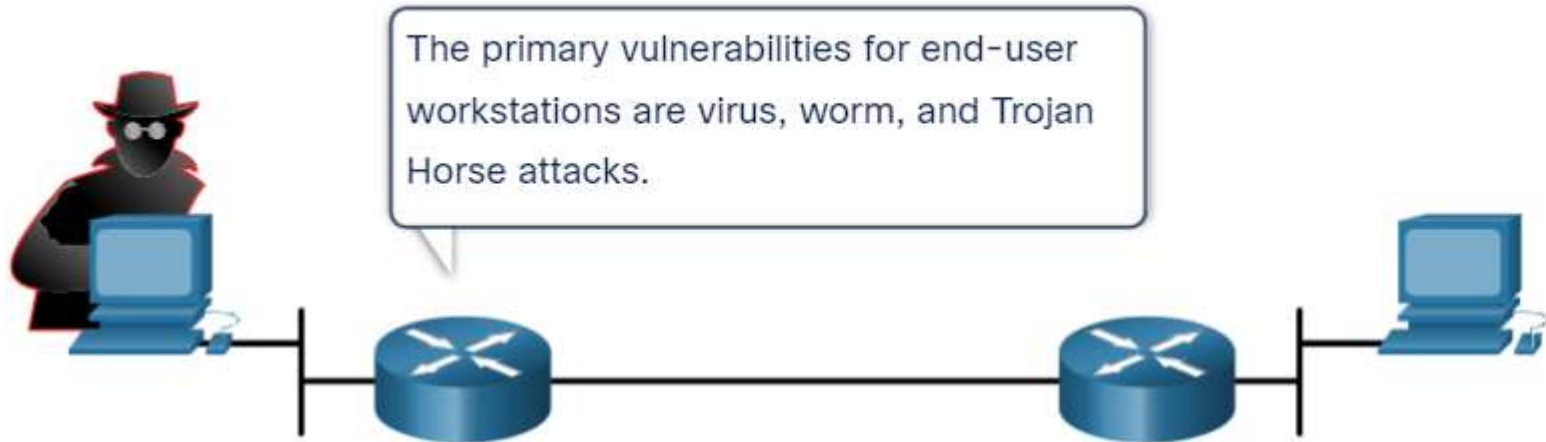 The primary vulnerabilities for end-user
workstations are virus, worm, and Trojan
Horse attacks.